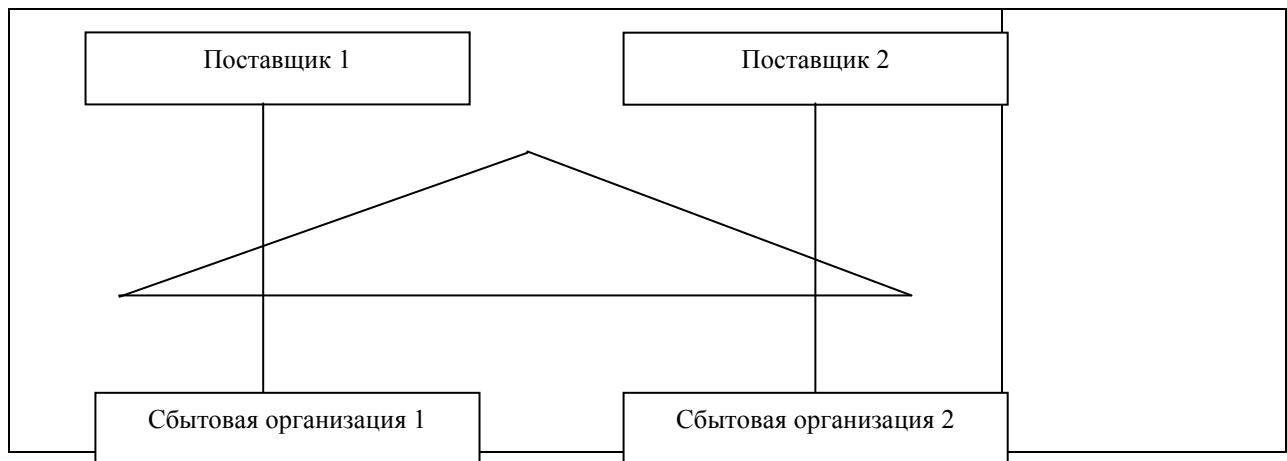 Поставщик 1
Поставщик 2
Сбытовая организация 1
Сбытовая организация 2